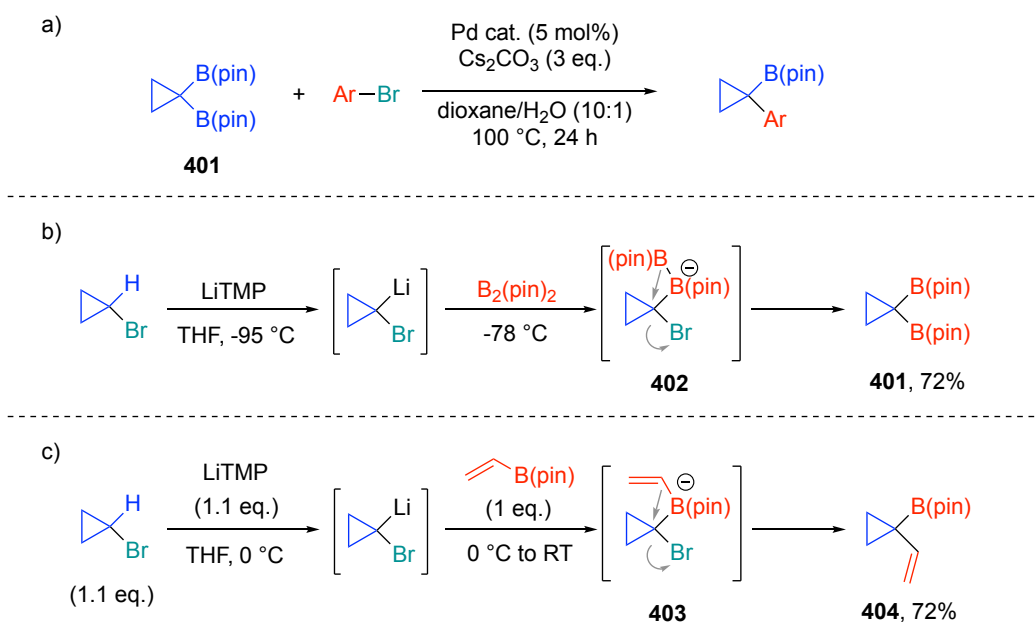 a)
B(pin)
B(pin)
401
+
Ar
Br
Pd cat. (5 mol%)
Cs₂CO₃ (3 eq.)
dioxane/H₂O (10:1)
100 °C, 24 h
B(pin)
Ar
b)
H
Br
LiTMP
THF, -95 °C
Li
Br
B₂(pin)₂
-78 °C
(pin)B
B(pin)
Br
402
B(pin)
B(pin)
401, 72%
c)
H
Br
(1.1 eq.)
LiTMP
(1.1 eq.)
THF, 0 °C
Li
Br
B(pin)
(1 eq.)
0 °C to RT
B(pin)
Br
403
B(pin)
404, 72%